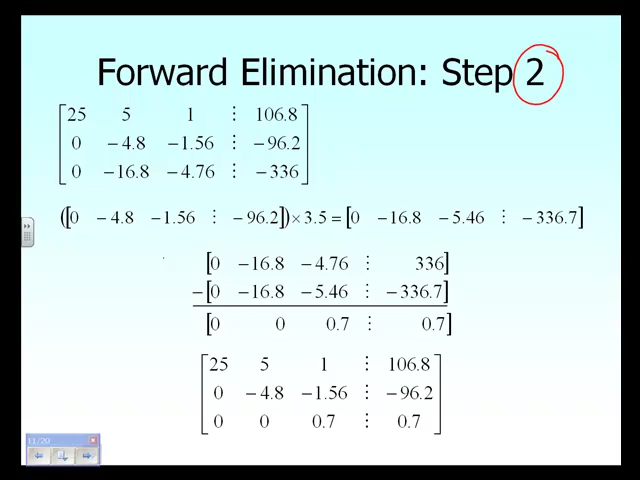 Forward Elimination: Step 2
[25 5 1 ⋮ 106.8]
[0 −4.8 −1.56 ⋮ −96.2]
[0 −16.8 −4.76 ⋮ −336]
([0 −4.8 −1.56 ⋮ −96.2])×3.5 = [0 −16.8 −5.46 ⋮ −336.7]
[0 −16.8 −4.76 ⋮ 336]
−[0 −16.8 −5.46 ⋮ −336.7]
[0 0 0.7 ⋮ 0.7]
[25 5 1 ⋮ 106.8]
[0 −4.8 −1.56 ⋮ −96.2]
[0 0 0.7 ⋮ 0.7]
11/20